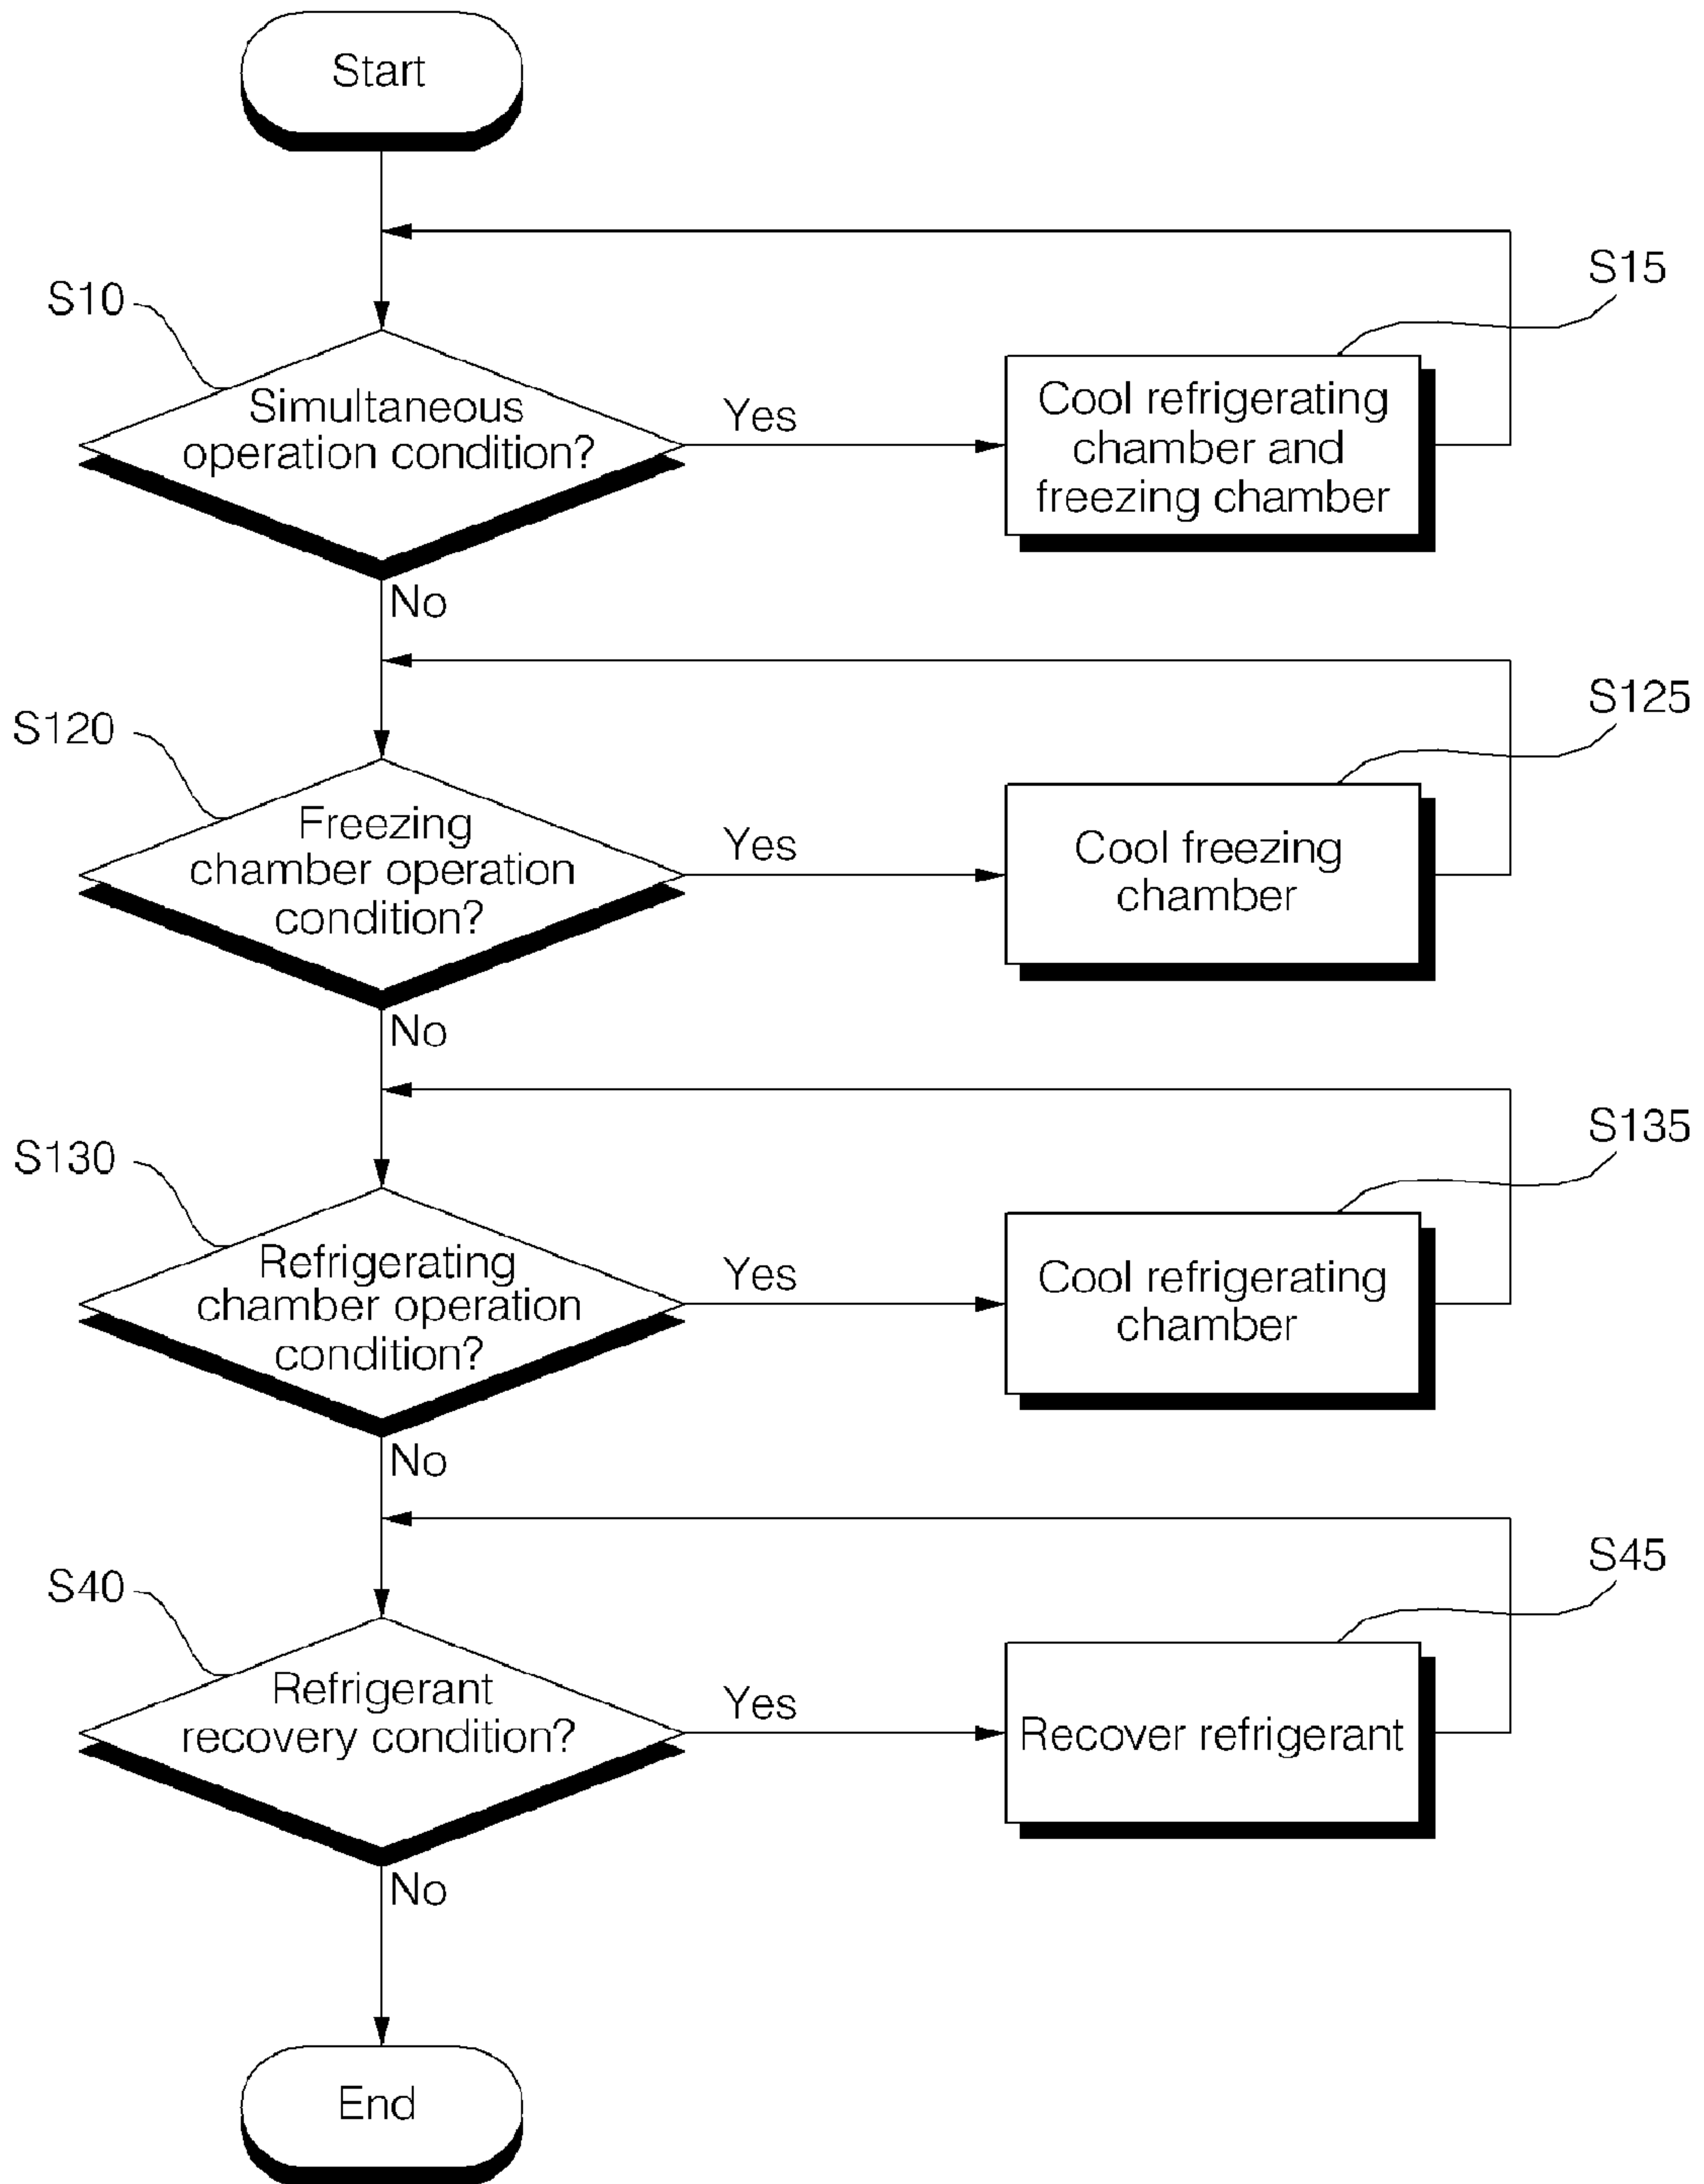 Start
S10
Simultaneous
operation condition?
Yes
S15
Cool refrigerating
chamber and
freezing chamber
No
S120
Freezing
chamber operation
condition?
Yes
S125
Cool freezing
chamber
No
S130
Refrigerating
chamber operation
condition?
Yes
S135
Cool refrigerating
chamber
No
S40
Refrigerant
recovery condition?
Yes
S45
Recover refrigerant
No
End